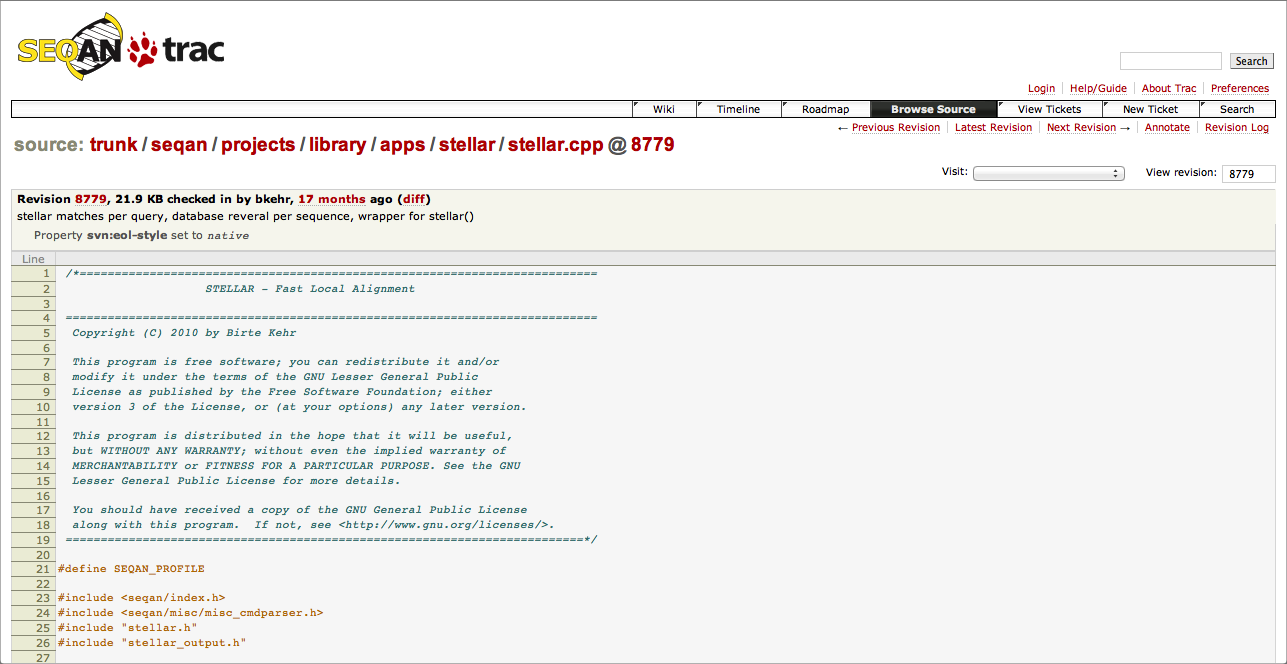 SEQAN trac
Search
Login Help/Guide About Trac Preferences
Wiki Timeline Roadmap Browse Source View Tickets New Ticket Search
← Previous Revision Latest Revision Next Revision → Annotate Revision Log
source: trunk / seqan / projects / library / apps / stellar / stellar.cpp @ 8779
Visit: View revision: 8779
Revision 8779, 21.9 KB checked in by bkehr, 17 months ago (diff)
stellar matches per query, database reveral per sequence, wrapper for stellar()
Property svn:eol-style set to native
Line
1 /*==========================================================================
2 STELLAR - Fast Local Alignment
3
4 ============================================================================
5 Copyright (C) 2010 by Birte Kehr
6
7 This program is free software; you can redistribute it and/or
8 modify it under the terms of the GNU Lesser General Public
9 License as published by the Free Software Foundation; either
10 version 3 of the License, or (at your options) any later version.
11
12 This program is distributed in the hope that it will be useful,
13 but WITHOUT ANY WARRANTY; without even the implied warranty of
14 MERCHANTABILITY or FITNESS FOR A PARTICULAR PURPOSE. See the GNU
15 Lesser General Public License for more details.
16
17 You should have received a copy of the GNU General Public License
18 along with this program.  If not, see <http://www.gnu.org/licenses/>.
19 ==========================================================================*/
20
21 #define SEQAN_PROFILE
22
23 #include <seqan/index.h>
24 #include <seqan/misc/misc_cmdparser.h>
25 #include "stellar.h"
26 #include "stellar_output.h"
27